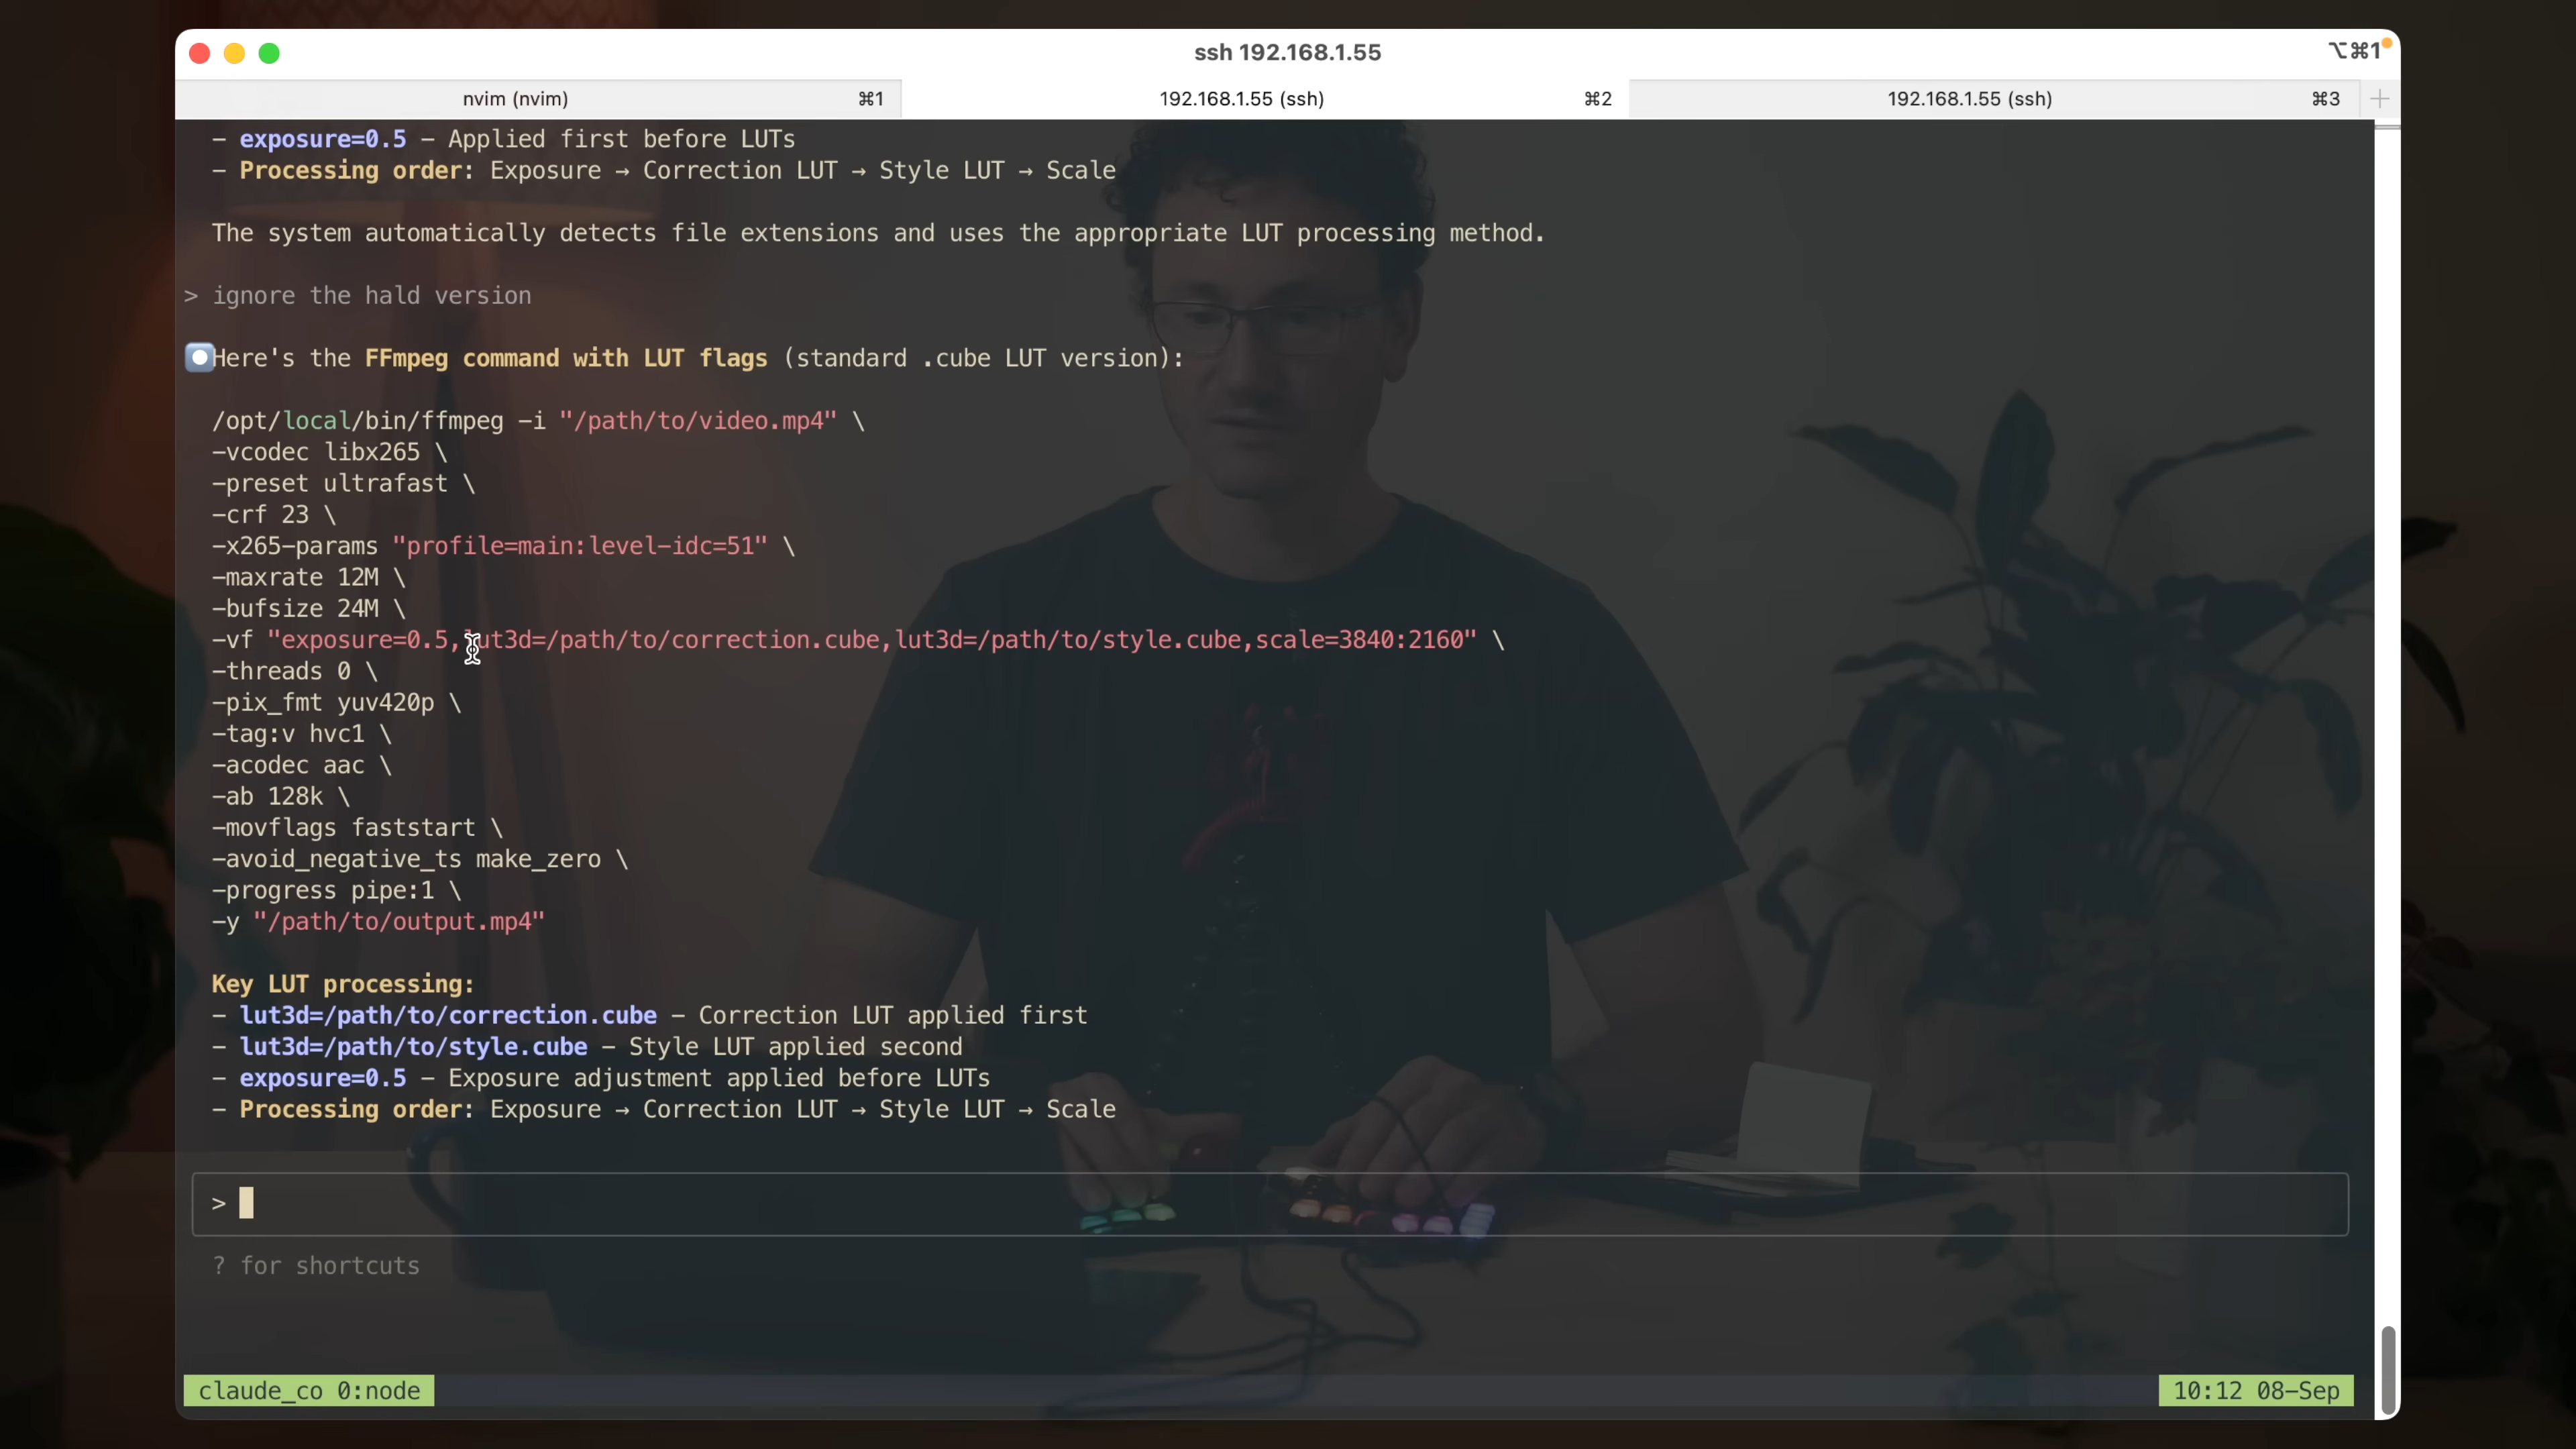 ssh 192.168.1.55
⌥⌘1
nvim (nvim) ⌘1 192.168.1.55 (ssh) ⌘2 192.168.1.55 (ssh) ⌘3 +
- exposure=0.5 - Applied first before LUTs
- Processing order: Exposure → Correction LUT → Style LUT → Scale
The system automatically detects file extensions and uses the appropriate LUT processing method.
> ignore the hald version
Here's the FFmpeg command with LUT flags (standard .cube LUT version):
/opt/local/bin/ffmpeg -i "/path/to/video.mp4" \
-vcodec libx265 \
-preset ultrafast \
-crf 23 \
-x265-params "profile=main:level-idc=51" \
-maxrate 12M \
-bufsize 24M \
-vf "exposure=0.5,lut3d=/path/to/correction.cube,lut3d=/path/to/style.cube,scale=3840:2160" \
-threads 0 \
-pix_fmt yuv420p \
-tag:v hvc1 \
-acodec aac \
-ab 128k \
-movflags faststart \
-avoid_negative_ts make_zero \
-progress pipe:1 \
-y "/path/to/output.mp4"
Key LUT processing:
- lut3d=/path/to/correction.cube - Correction LUT applied first
- lut3d=/path/to/style.cube - Style LUT applied second
- exposure=0.5 - Exposure adjustment applied before LUTs
- Processing order: Exposure → Correction LUT → Style LUT → Scale
>
? for shortcuts
claude_co 0:node 10:12 08-Sep